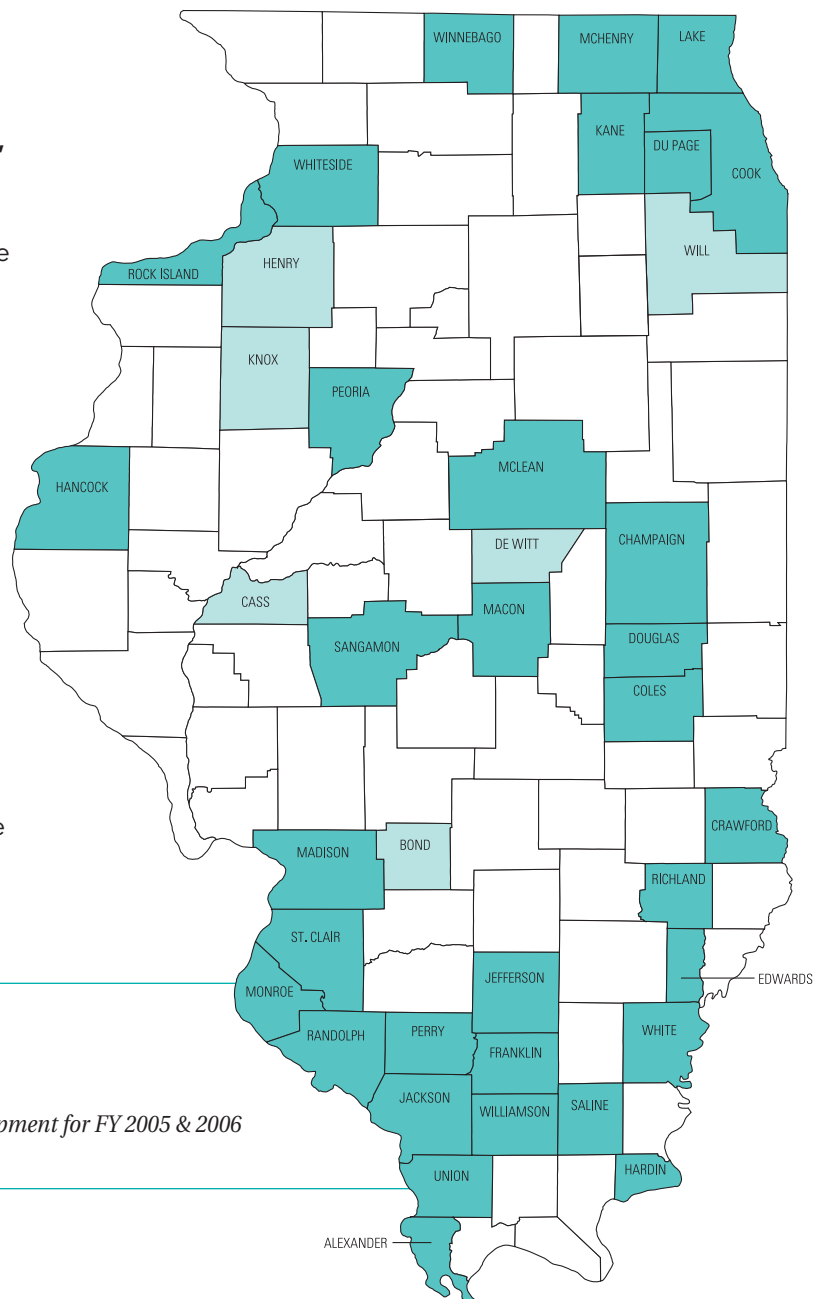 WINNEBAGO
MCHENRY
LAKE
KANE
DU PAGE
COOK
,
WHITESIDE
e
ROCK ISLAND
HENRY
WILL
KNOX
PEORIA
MCLEAN
HANCOCK
DE WITT
CHAMPAIGN
CASS
MACON
SANGAMON
DOUGLAS
COLES
e
CRAWFORD
MADISON
BOND
RICHLAND
ST. CLAIR
JEFFERSON
EDWARDS
MONROE
RANDOLPH
PERRY
WHITE
FRANKLIN
JACKSON
WILLIAMSON
SALINE
pment for FY 2005 & 2006
UNION
HARDIN
ALEXANDER